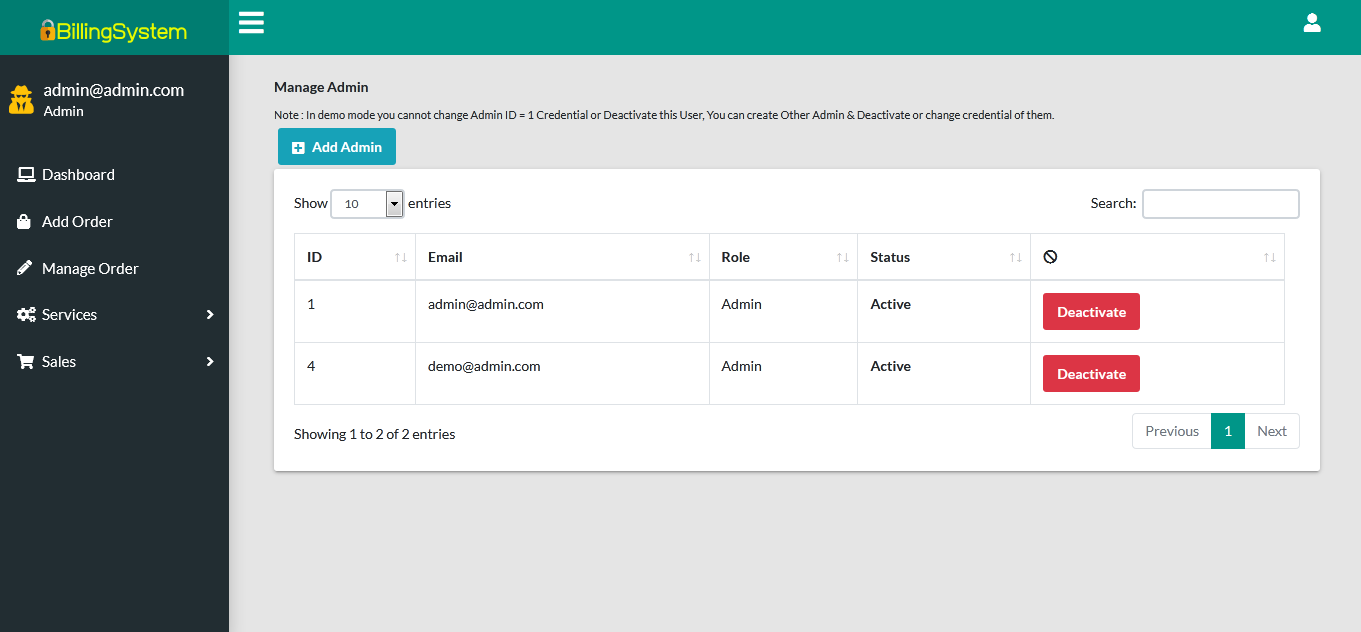 BillingSystem
admin@admin.com
Admin
Dashboard
Add Order
Manage Order
Services
Sales
Manage Admin
Note : In demo mode you cannot change Admin ID = 1 Credential or Deactivate this User, You can create Other Admin & Deactivate or change credential of them.
Add Admin
Show 10 entries Search:
ID Email Role Status
1 admin@admin.com Admin Active Deactivate
4 demo@admin.com Admin Active Deactivate
Showing 1 to 2 of 2 entries Previous 1 Next